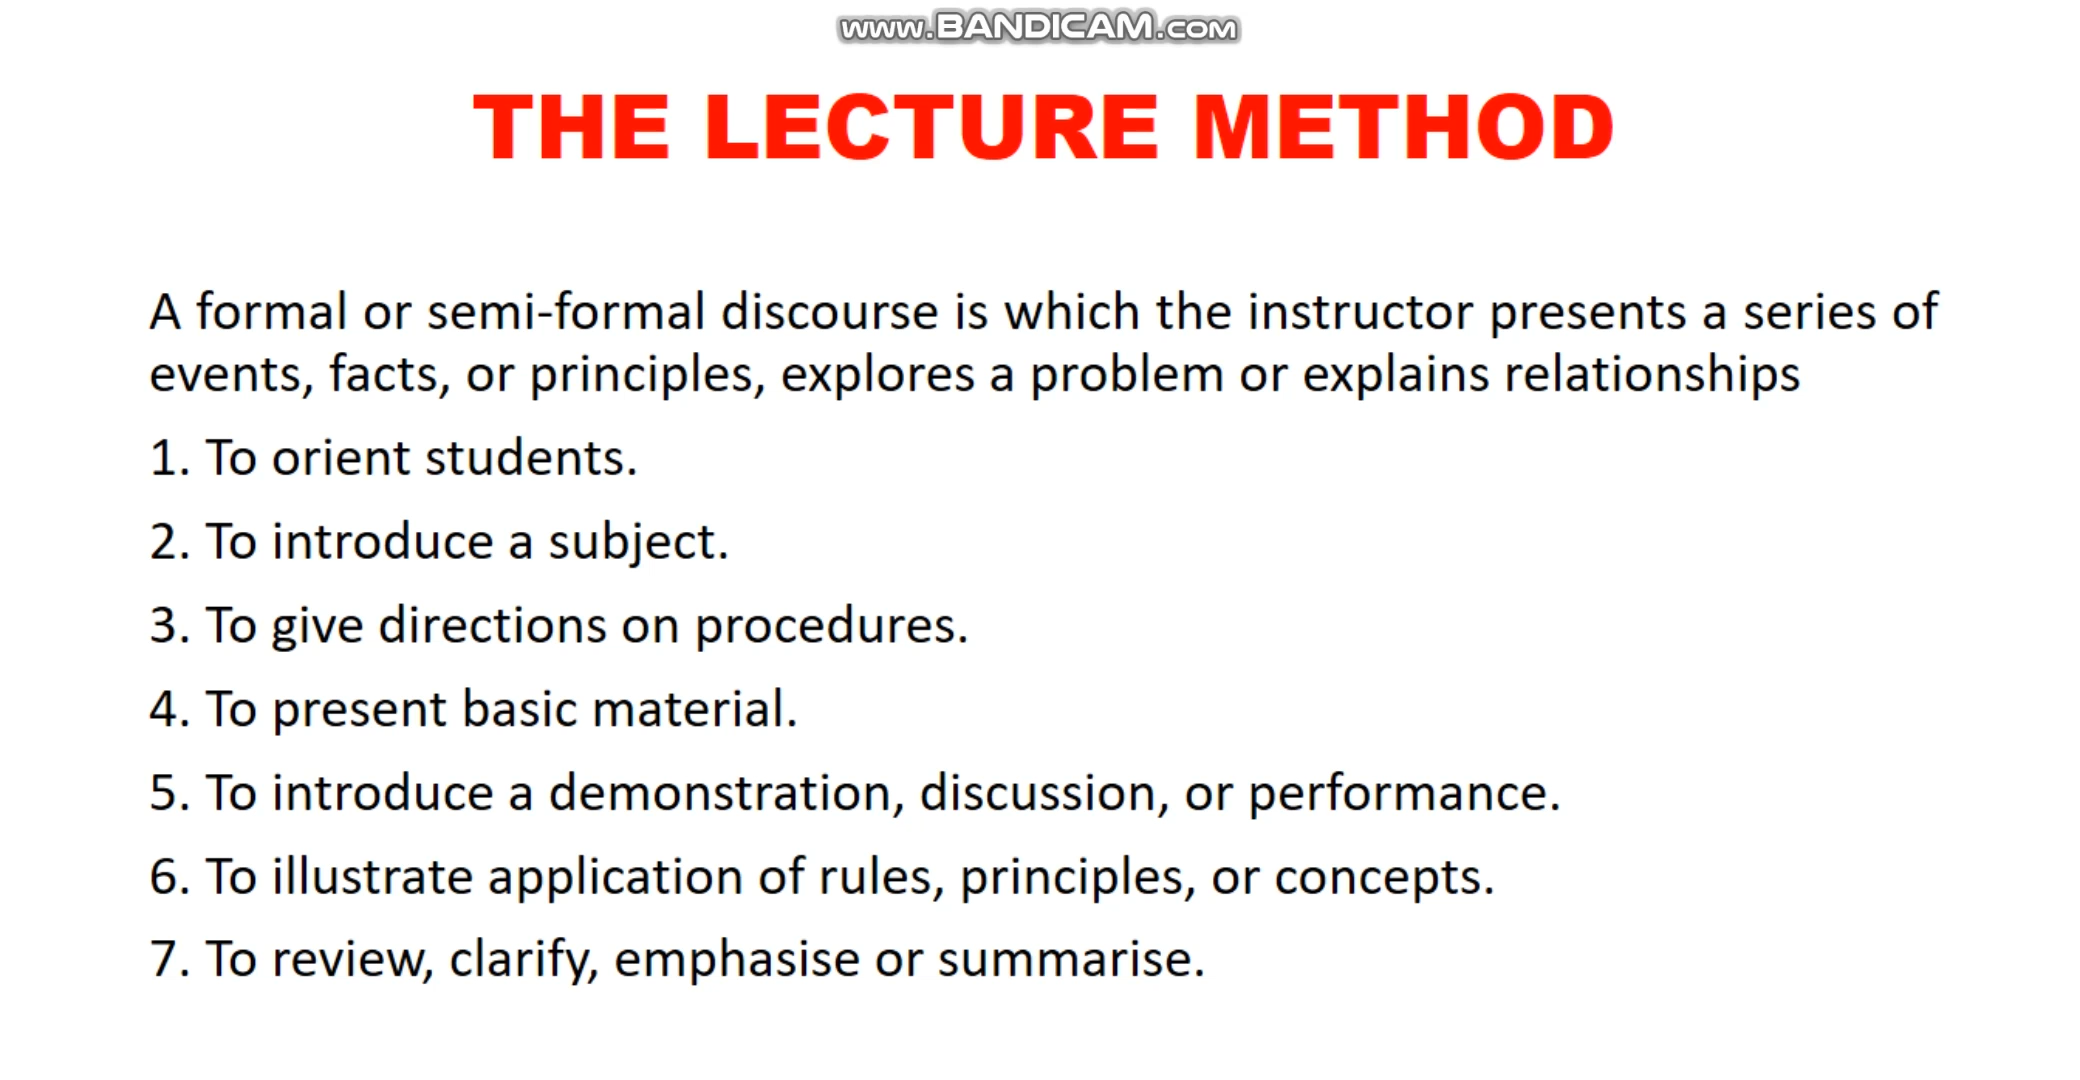 www.BANDICAM.com
THE LECTURE METHOD
A formal or semi-formal discourse is which the instructor presents a series of
events, facts, or principles, explores a problem or explains relationships
1. To orient students.
2. To introduce a subject.
3. To give directions on procedures.
4. To present basic material.
5. To introduce a demonstration, discussion, or performance.
6. To illustrate application of rules, principles, or concepts.
7. To review, clarify, emphasise or summarise.